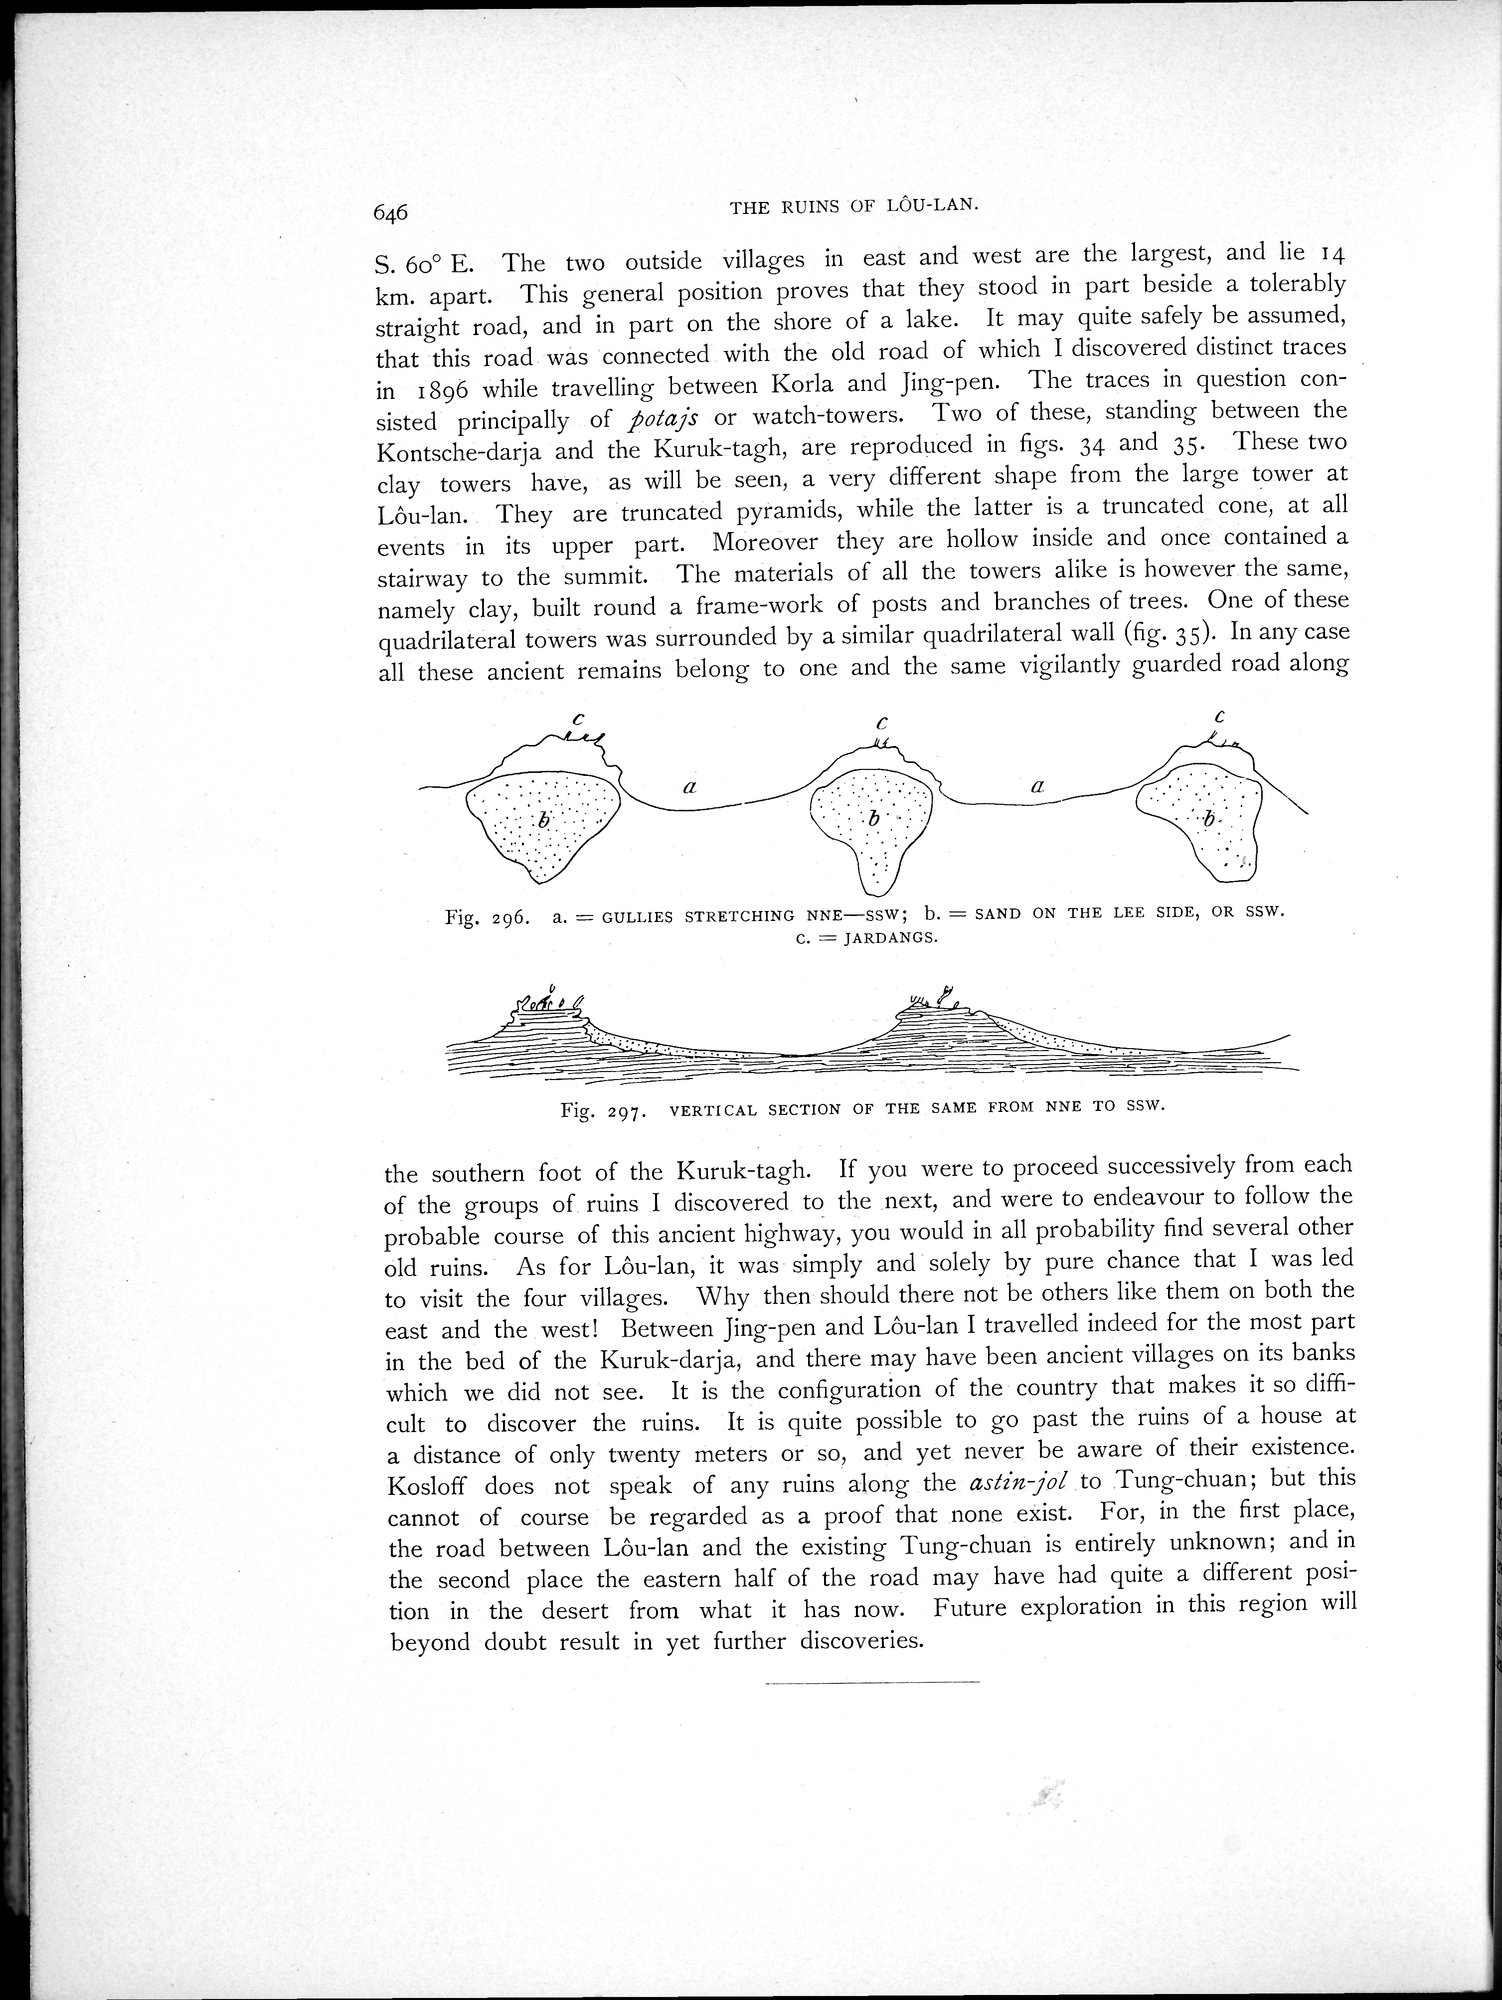 646
THE RUINS OF LÔU-LAN.
S. 60° E. The two outside villages in east and west are the largest, and lie 14
km. apart. This general position proves that they stood in part beside a tolerably
straight road, and in part on the shore of a lake. It may quite safely be assumed,
that this road was connected with the old road of which I discovered distinct traces
in 1896 while travelling between Korla and Jing-pen. The traces in question con-
sisted principally of potajs or watch-towers. Two of these, standing between the
Kontsche-darja and the Kuruk-tagh, are reproduced in figs. 34 and 35. These two
clay towers have, as will be seen, a very different shape from the large tower at
Lôu-lan. They are truncated pyramids, while the latter is a truncated cone, at all
events in its upper part. Moreover they are hollow inside and once contained a
stairway to the summit. The materials of all the towers alike is however the same,
namely clay, built round a frame-work of posts and branches of trees. One of these
quadrilateral towers was surrounded by a similar quadrilateral wall (fig. 35). In any case
all these ancient remains belong to one and the same vigilantly guarded road along
c c c
a a
b b b
Fig. 296. a. = GULLIES STRETCHING NNE—SSW; b. = SAND ON THE LEE SIDE, OR SSW.
c. = JARDANGS.
Fig. 297. VERTICAL SECTION OF THE SAME FROM NNE TO SSW.
the southern foot of the Kuruk-tagh. If you were to proceed successively from each
of the groups of ruins I discovered to the next, and were to endeavour to follow the
probable course of this ancient highway, you would in all probability find several other
old ruins. As for Lôu-lan, it was simply and solely by pure chance that I was led
to visit the four villages. Why then should there not be others like them on both the
east and the west! Between Jing-pen and Lôu-lan I travelled indeed for the most part
in the bed of the Kuruk-darja, and there may have been ancient villages on its banks
which we did not see. It is the configuration of the country that makes it so diffi-
cult to discover the ruins. It is quite possible to go past the ruins of a house at
a distance of only twenty meters or so, and yet never be aware of their existence.
Kosloff does not speak of any ruins along the astin-jol to Tung-chuan; but this
cannot of course be regarded as a proof that none exist. For, in the first place,
the road between Lôu-lan and the existing Tung-chuan is entirely unknown; and in
the second place the eastern half of the road may have had quite a different posi-
tion in the desert from what it has now. Future exploration in this region will
beyond doubt result in yet further discoveries.